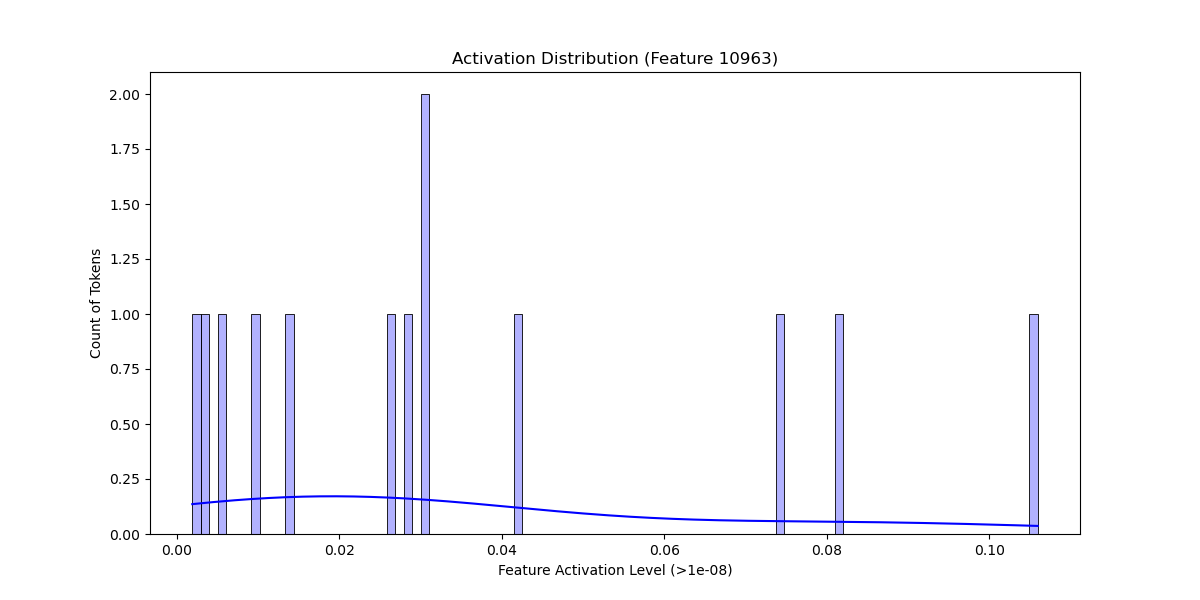 Activation Distribution (Feature 10963)
2.00
1.75
1.50
1.25
1.00
0.75
0.50
0.25
0.00
Count of Tokens
0.00 0.02 0.04 0.06 0.08 0.10
Feature Activation Level (>1e-08)